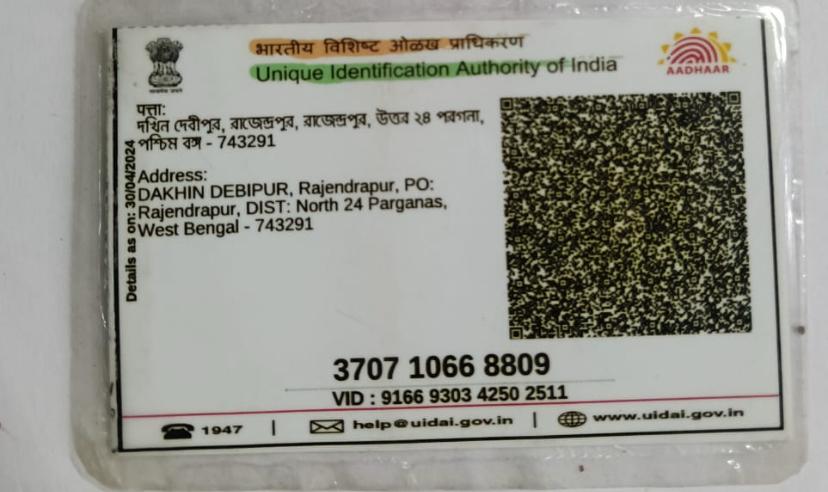 भारतीय विशिष्ट ओळख प्राधिकरण
Unique Identification Authority of India
AADHAAR
पत्ता:
দখিন দেবীপুর, রাজেন্দ্রপুর, রাজেন্দ্রপুর, উত্তর ২৪ পরগনা,
পশ্চিম বঙ্গ - 743291
Address:
DAKHIN DEBIPUR, Rajendrapur, PO:
Rajendrapur, DIST: North 24 Parganas,
West Bengal - 743291
Details as on: 30/04/2024
3707 1066 8809
VID : 9166 9303 4250 2511
1947 | help@uidai.gov.in | www.uidai.gov.in